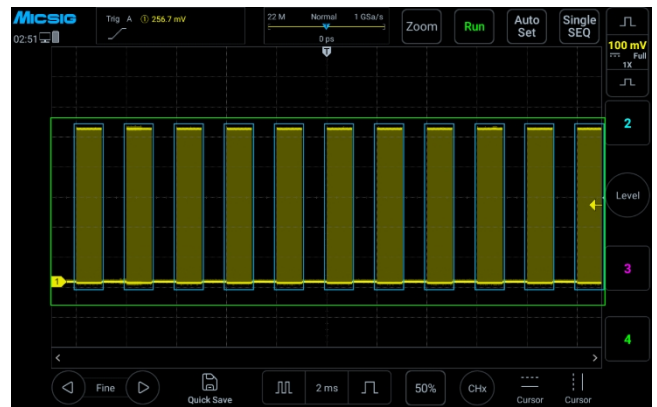 Micsig
02:51
Trig A 1 256.7 mV
22 M Normal 1 GSa/s
0 ps
T
Zoom
Run
Auto
Set
Single
SEQ
100 mV
Full
1X
2
Level
3
4
1
< >
Fine
Quick Save
2 ms
50%
CHx
Cursor
Cursor